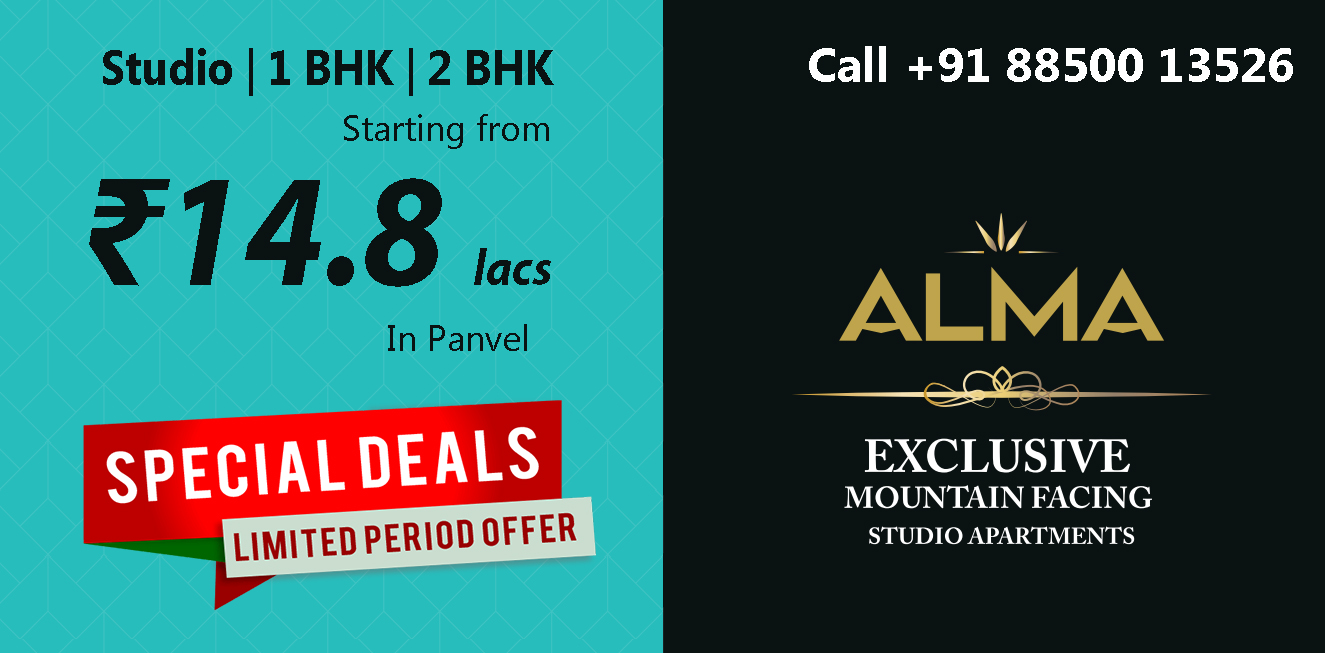 Studio | 1 BHK | 2 BHK
Starting from
₹14.8 lacs
In Panvel
SPECIAL DEALS
LIMITED PERIOD OFFER
Call +91 88500 13526
ALMA
EXCLUSIVE
MOUNTAIN FACING
STUDIO APARTMENTS